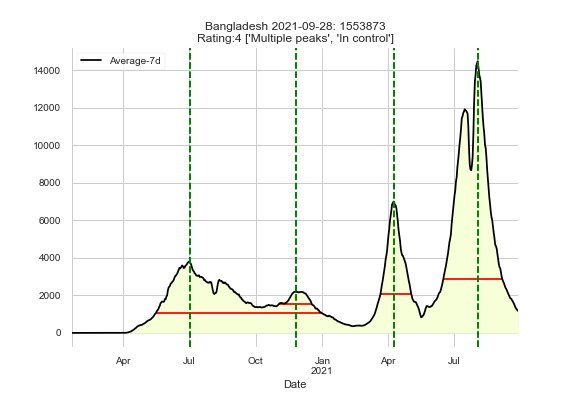 Bangladesh 2021-09-28: 1553873
Rating:4 ['Multiple peaks', 'In control']
Average-7d
14000
12000
10000
8000
6000
4000
2000
0
Apr
Jul
Oct
Jan
2021
Apr
Jul
Date